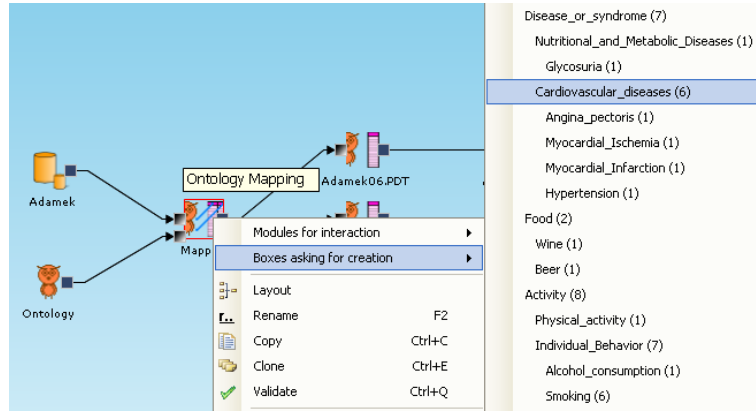 Adamek
Ontology
Ontology Mapping
Mapp
Adamek06.PDT
Modules for interaction
Boxes asking for creation
Layout
r.. Rename F2
Copy Ctrl+C
Clone Ctrl+E
Validate Ctrl+Q
Disease_or_syndrome (7)
Nutritional_and_Metabolic_Diseases (1)
Glycosuria (1)
Cardiovascular_diseases (6)
Angina_pectoris (1)
Myocardial_Ischemia (1)
Myocardial_Infarction (1)
Hypertension (1)
Food (2)
Wine (1)
Beer (1)
Activity (8)
Physical_activity (1)
Individual_Behavior (7)
Alcohol_consumption (1)
Smoking (6)